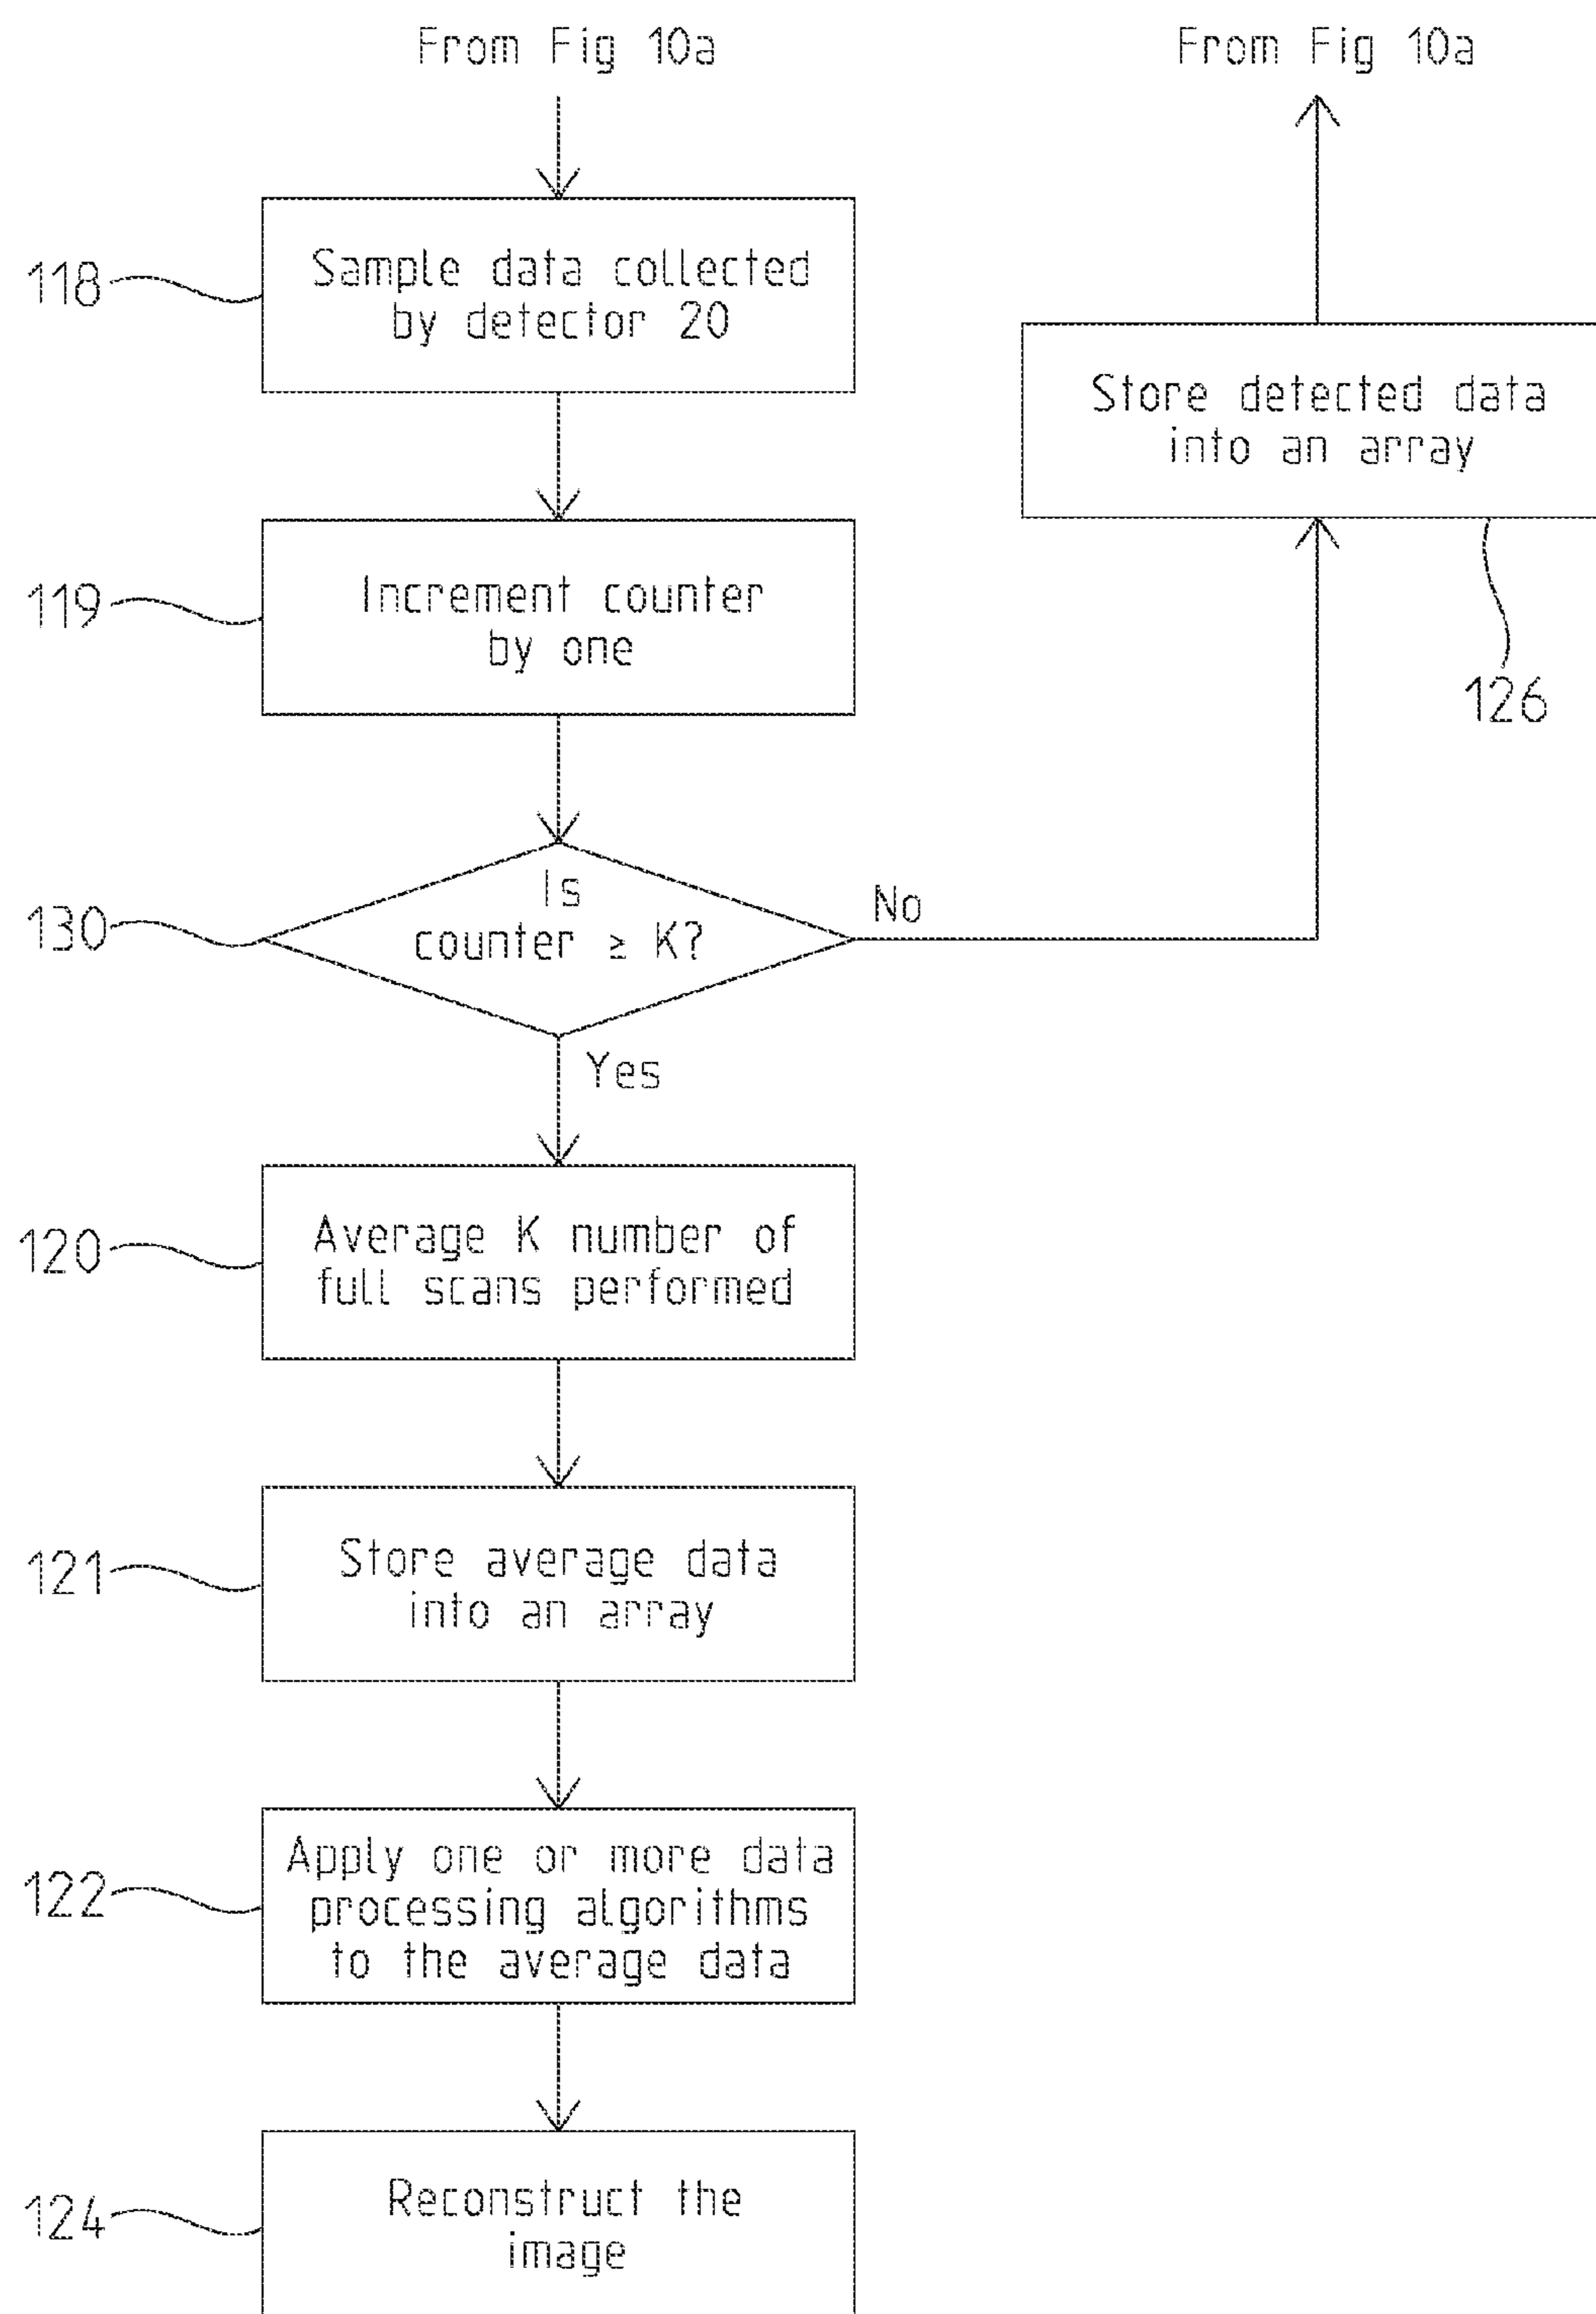 From Fig 10a
From Fig 10a
118
Sample data collected
by detector 20
Store detected data
into an array
126
119
Increment counter
by one
130
Is
counter ≥ K?
No
Yes
120
Average K number of
full scans performed
121
Store average data
into an array
122
Apply one or more data
processing algorithms
to the average data
124
Reconstruct the
image